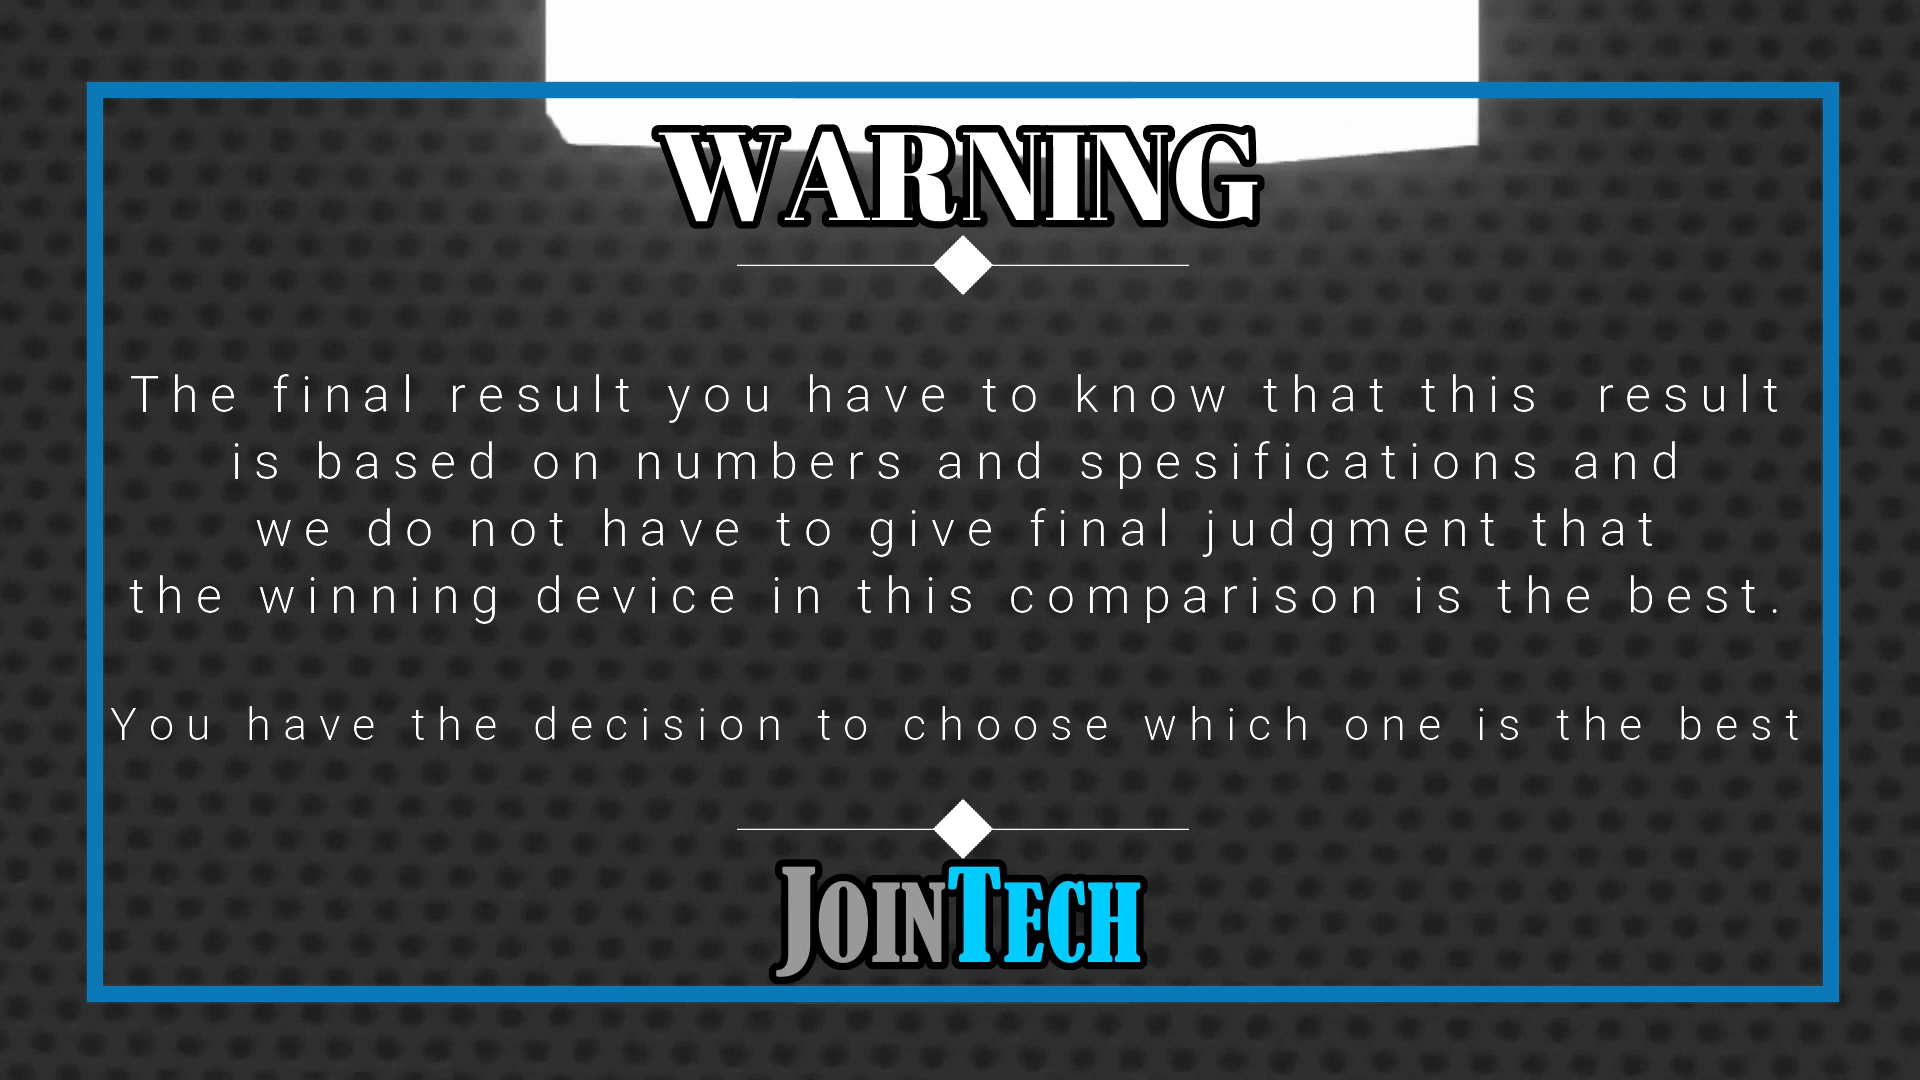 WARNING
The final result you have to know that this result
is based on numbers and spesifications and
we do not have to give final judgment that
the winning device in this comparison is the best.
You have the decision to choose which one is the best
JOINTECH